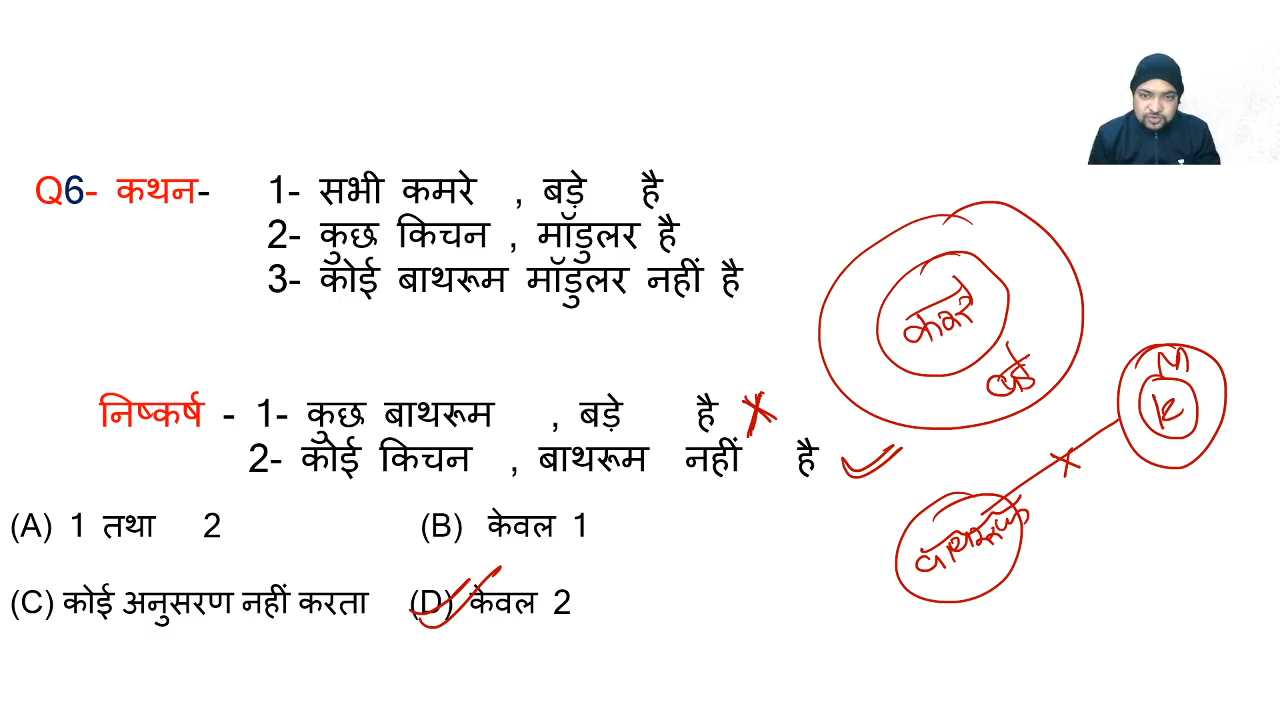 Q6- कथन- 1- सभी कमरे , बड़े है
2- कुछ किचन , मॉडुलर है
3- कोई बाथरूम मॉडुलर नहीं है
निष्कर्ष - 1- कुछ बाथरूम , बड़े है
2- कोई किचन , बाथरूम नहीं है
(A) 1 तथा 2 (B) केवल 1
(C) कोई अनुसरण नहीं करता (D) केवल 2
कमरे
बड़े
M
K
बाथरूम